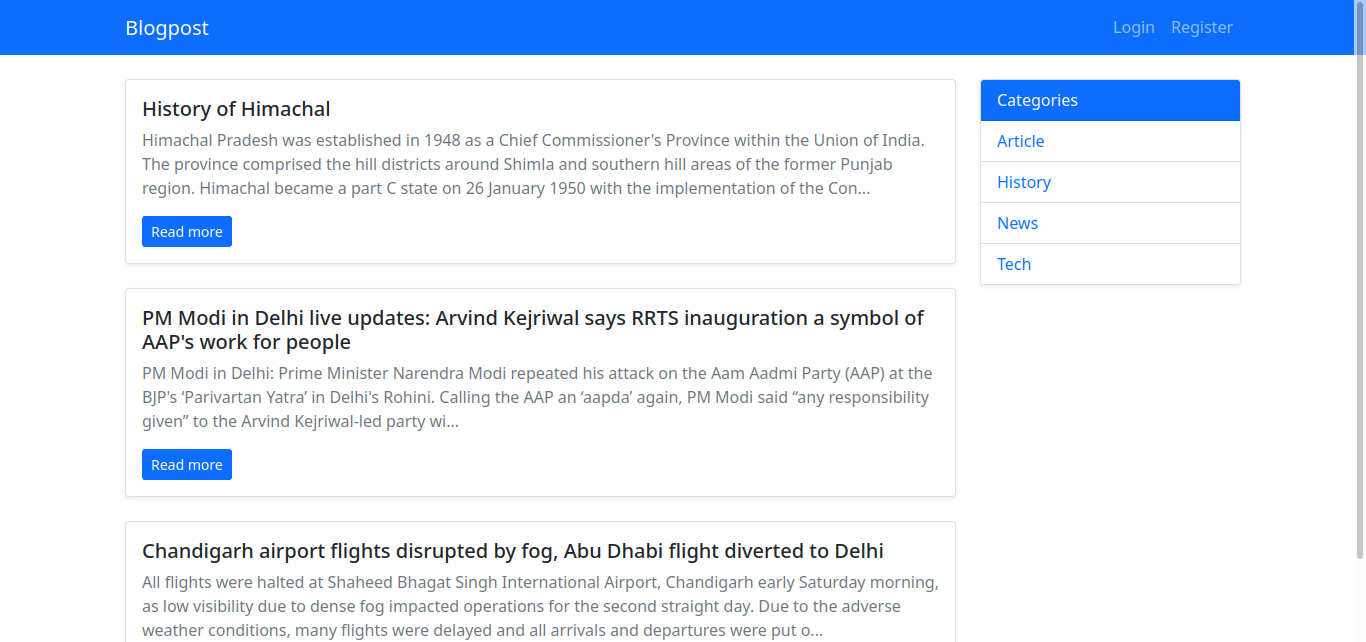 Blogpost
Login Register
History of Himachal
Himachal Pradesh was established in 1948 as a Chief Commissioner's Province within the Union of India.
The province comprised the hill districts around Shimla and southern hill areas of the former Punjab
region. Himachal became a part C state on 26 January 1950 with the implementation of the Con...
Read more
PM Modi in Delhi live updates: Arvind Kejriwal says RRTS inauguration a symbol of
AAP's work for people
PM Modi in Delhi: Prime Minister Narendra Modi repeated his attack on the Aam Aadmi Party (AAP) at the
BJP's ‘Parivartan Yatra’ in Delhi's Rohini. Calling the AAP an ‘aapda’ again, PM Modi said “any responsibility
given” to the Arvind Kejriwal-led party wi...
Read more
Chandigarh airport flights disrupted by fog, Abu Dhabi flight diverted to Delhi
All flights were halted at Shaheed Bhagat Singh International Airport, Chandigarh early Saturday morning,
as low visibility due to dense fog impacted operations for the second straight day. Due to the adverse
weather conditions, many flights were delayed and all arrivals and departures were put o...
Categories
Article
History
News
Tech